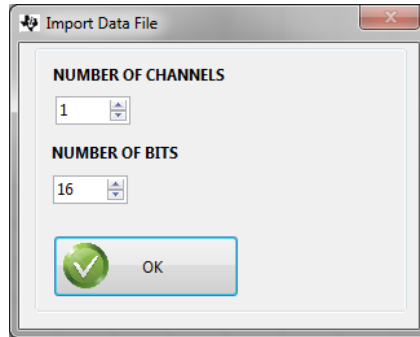 Import Data File
NUMBER OF CHANNELS
1
NUMBER OF BITS
16
OK